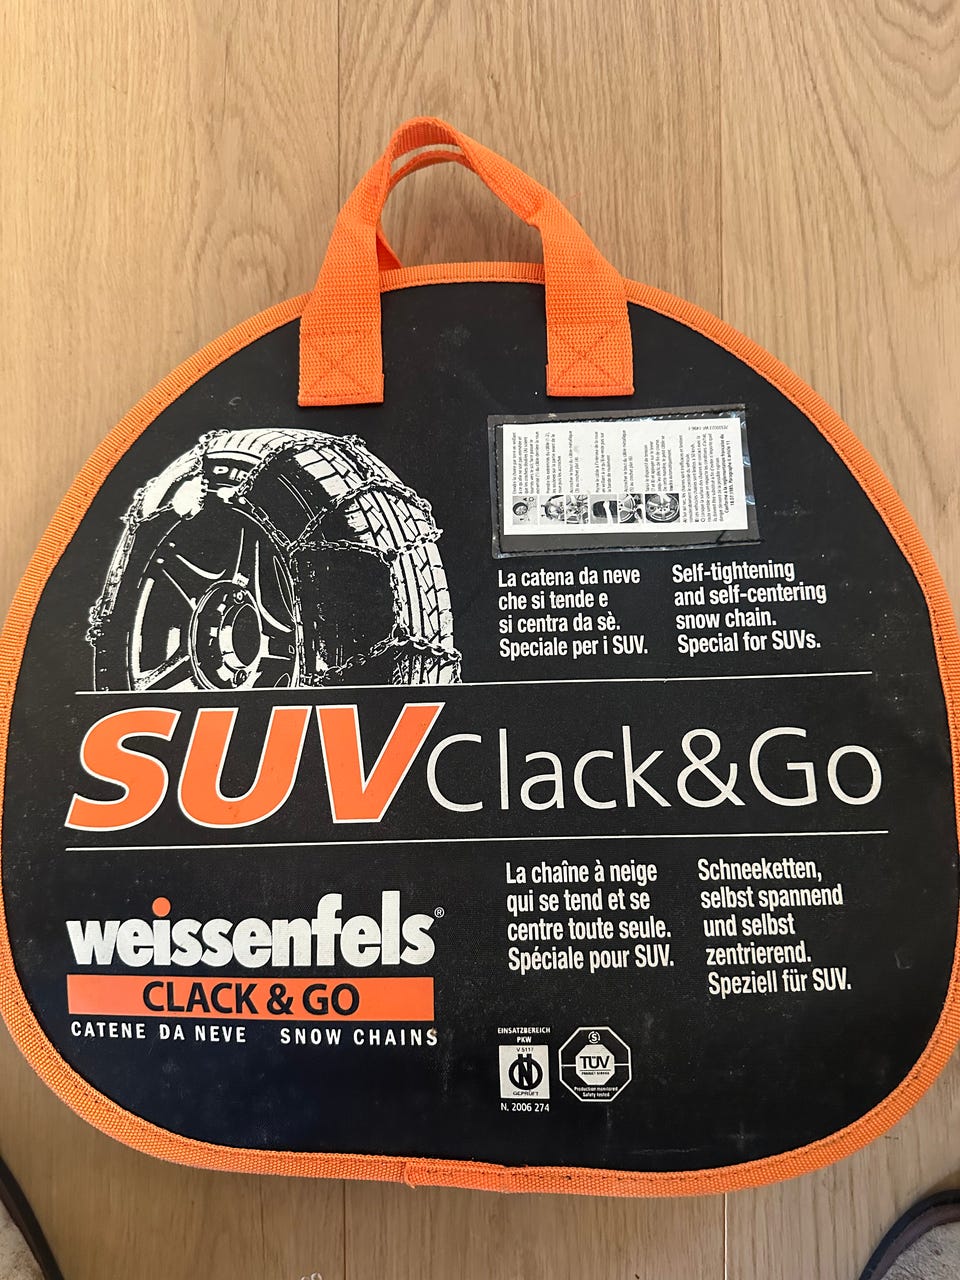 PIR
La catena da neve
che si tende e
si centra da sè.
Speciale per i SUV.
Self-tightening
and self-centering
snow chain.
Special for SUVs.
SUV Clack&Go
La chaîne à neige
qui se tend et se
centre toute seule.
Spéciale pour SUV.
Schneeketten,
selbst spannend
und selbst
zentrierend.
Speziell für SUV.
weissenfels®
CLACK & GO
CATENE DA NEVE SNOW CHAINS
EINSATZBEREICH
PKW
V 5117
N
GEPRÜFT
N. 2006 274
S
TÜV
PRODUCT SERVICE
Production monitored
Safety tested